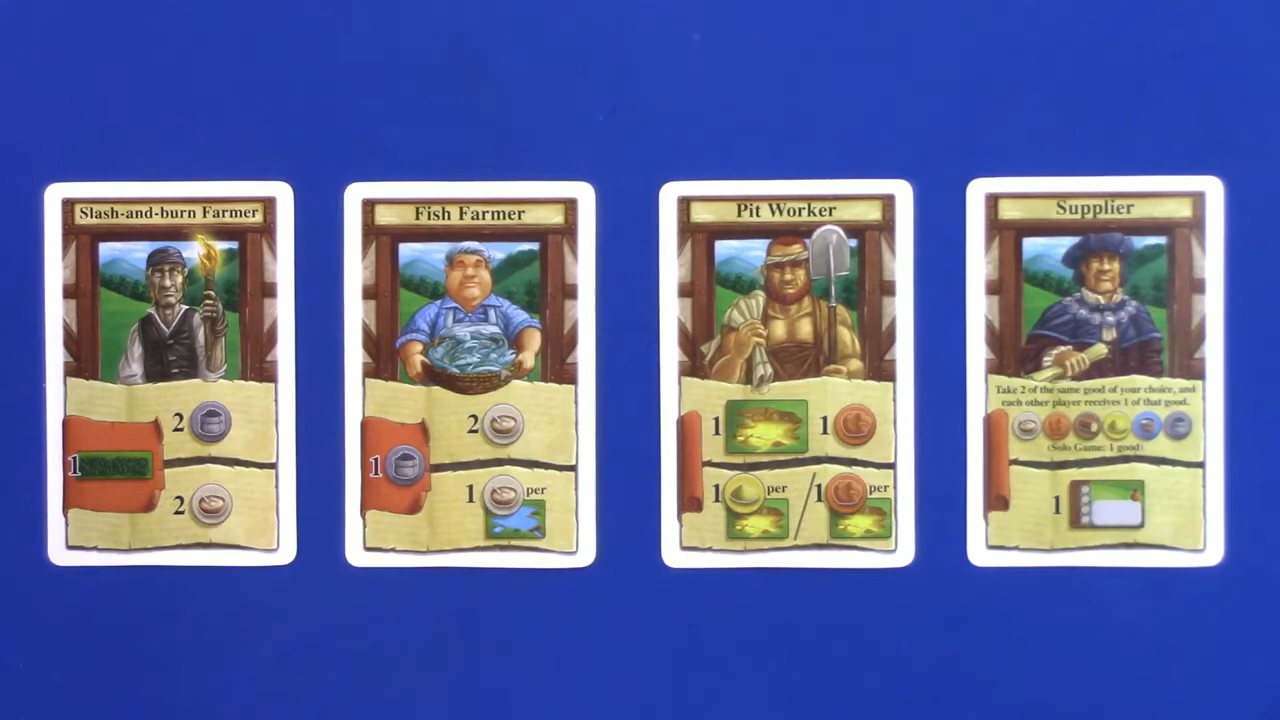 Slash-and-burn Farmer
2
1
2
Fish Farmer
2
1
1 per
Pit Worker
1 1
1 per / 1 per
Supplier
Take 2 of the same good of your choice, and
each other player receives 1 of that good.
(Solo Game: 1 good)
1